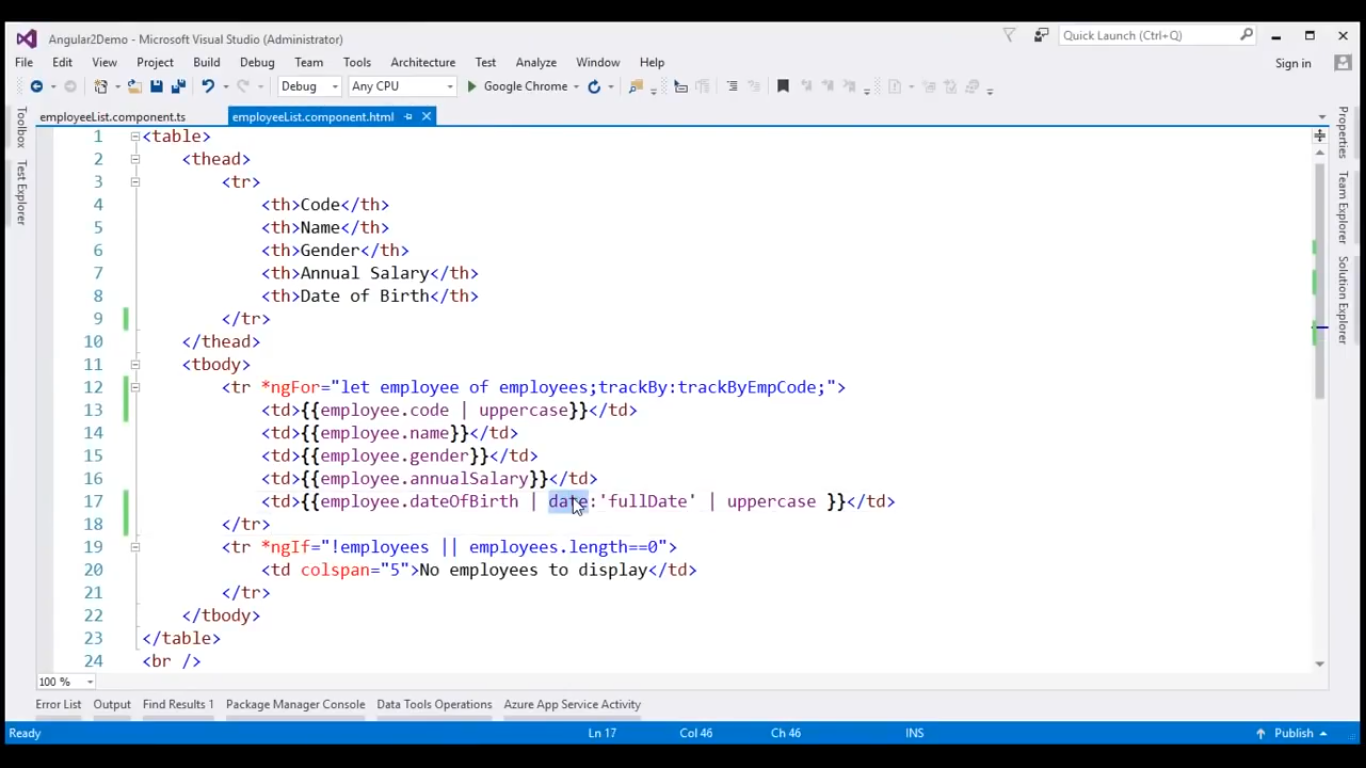 Angular2Demo - Microsoft Visual Studio (Administrator)
Quick Launch (Ctrl+Q)
File Edit View Project Build Debug Team Tools Architecture Test Analyze Window Help
Sign in
Debug Any CPU Google Chrome
employeeList.component.ts employeeList.component.html
Toolbox
Test Explorer
1 <table>
2 <thead>
3 <tr>
4 <th>Code</th>
5 <th>Name</th>
6 <th>Gender</th>
7 <th>Annual Salary</th>
8 <th>Date of Birth</th>
9 </tr>
10 </thead>
11 <tbody>
12 <tr *ngFor="let employee of employees;trackBy:trackByEmpCode;">
13 <td>{{employee.code | uppercase}}</td>
14 <td>{{employee.name}}</td>
15 <td>{{employee.gender}}</td>
16 <td>{{employee.annualSalary}}</td>
17 <td>{{employee.dateOfBirth | date:'fullDate' | uppercase }}</td>
18 </tr>
19 <tr *ngIf="!employees || employees.length==0">
20 <td colspan="5">No employees to display</td>
21 </tr>
22 </tbody>
23 </table>
24 <br />
Properties
Team Explorer
Solution Explorer
100 %
Error List Output Find Results 1 Package Manager Console Data Tools Operations Azure App Service Activity
Ready Ln 17 Col 46 Ch 46 INS Publish